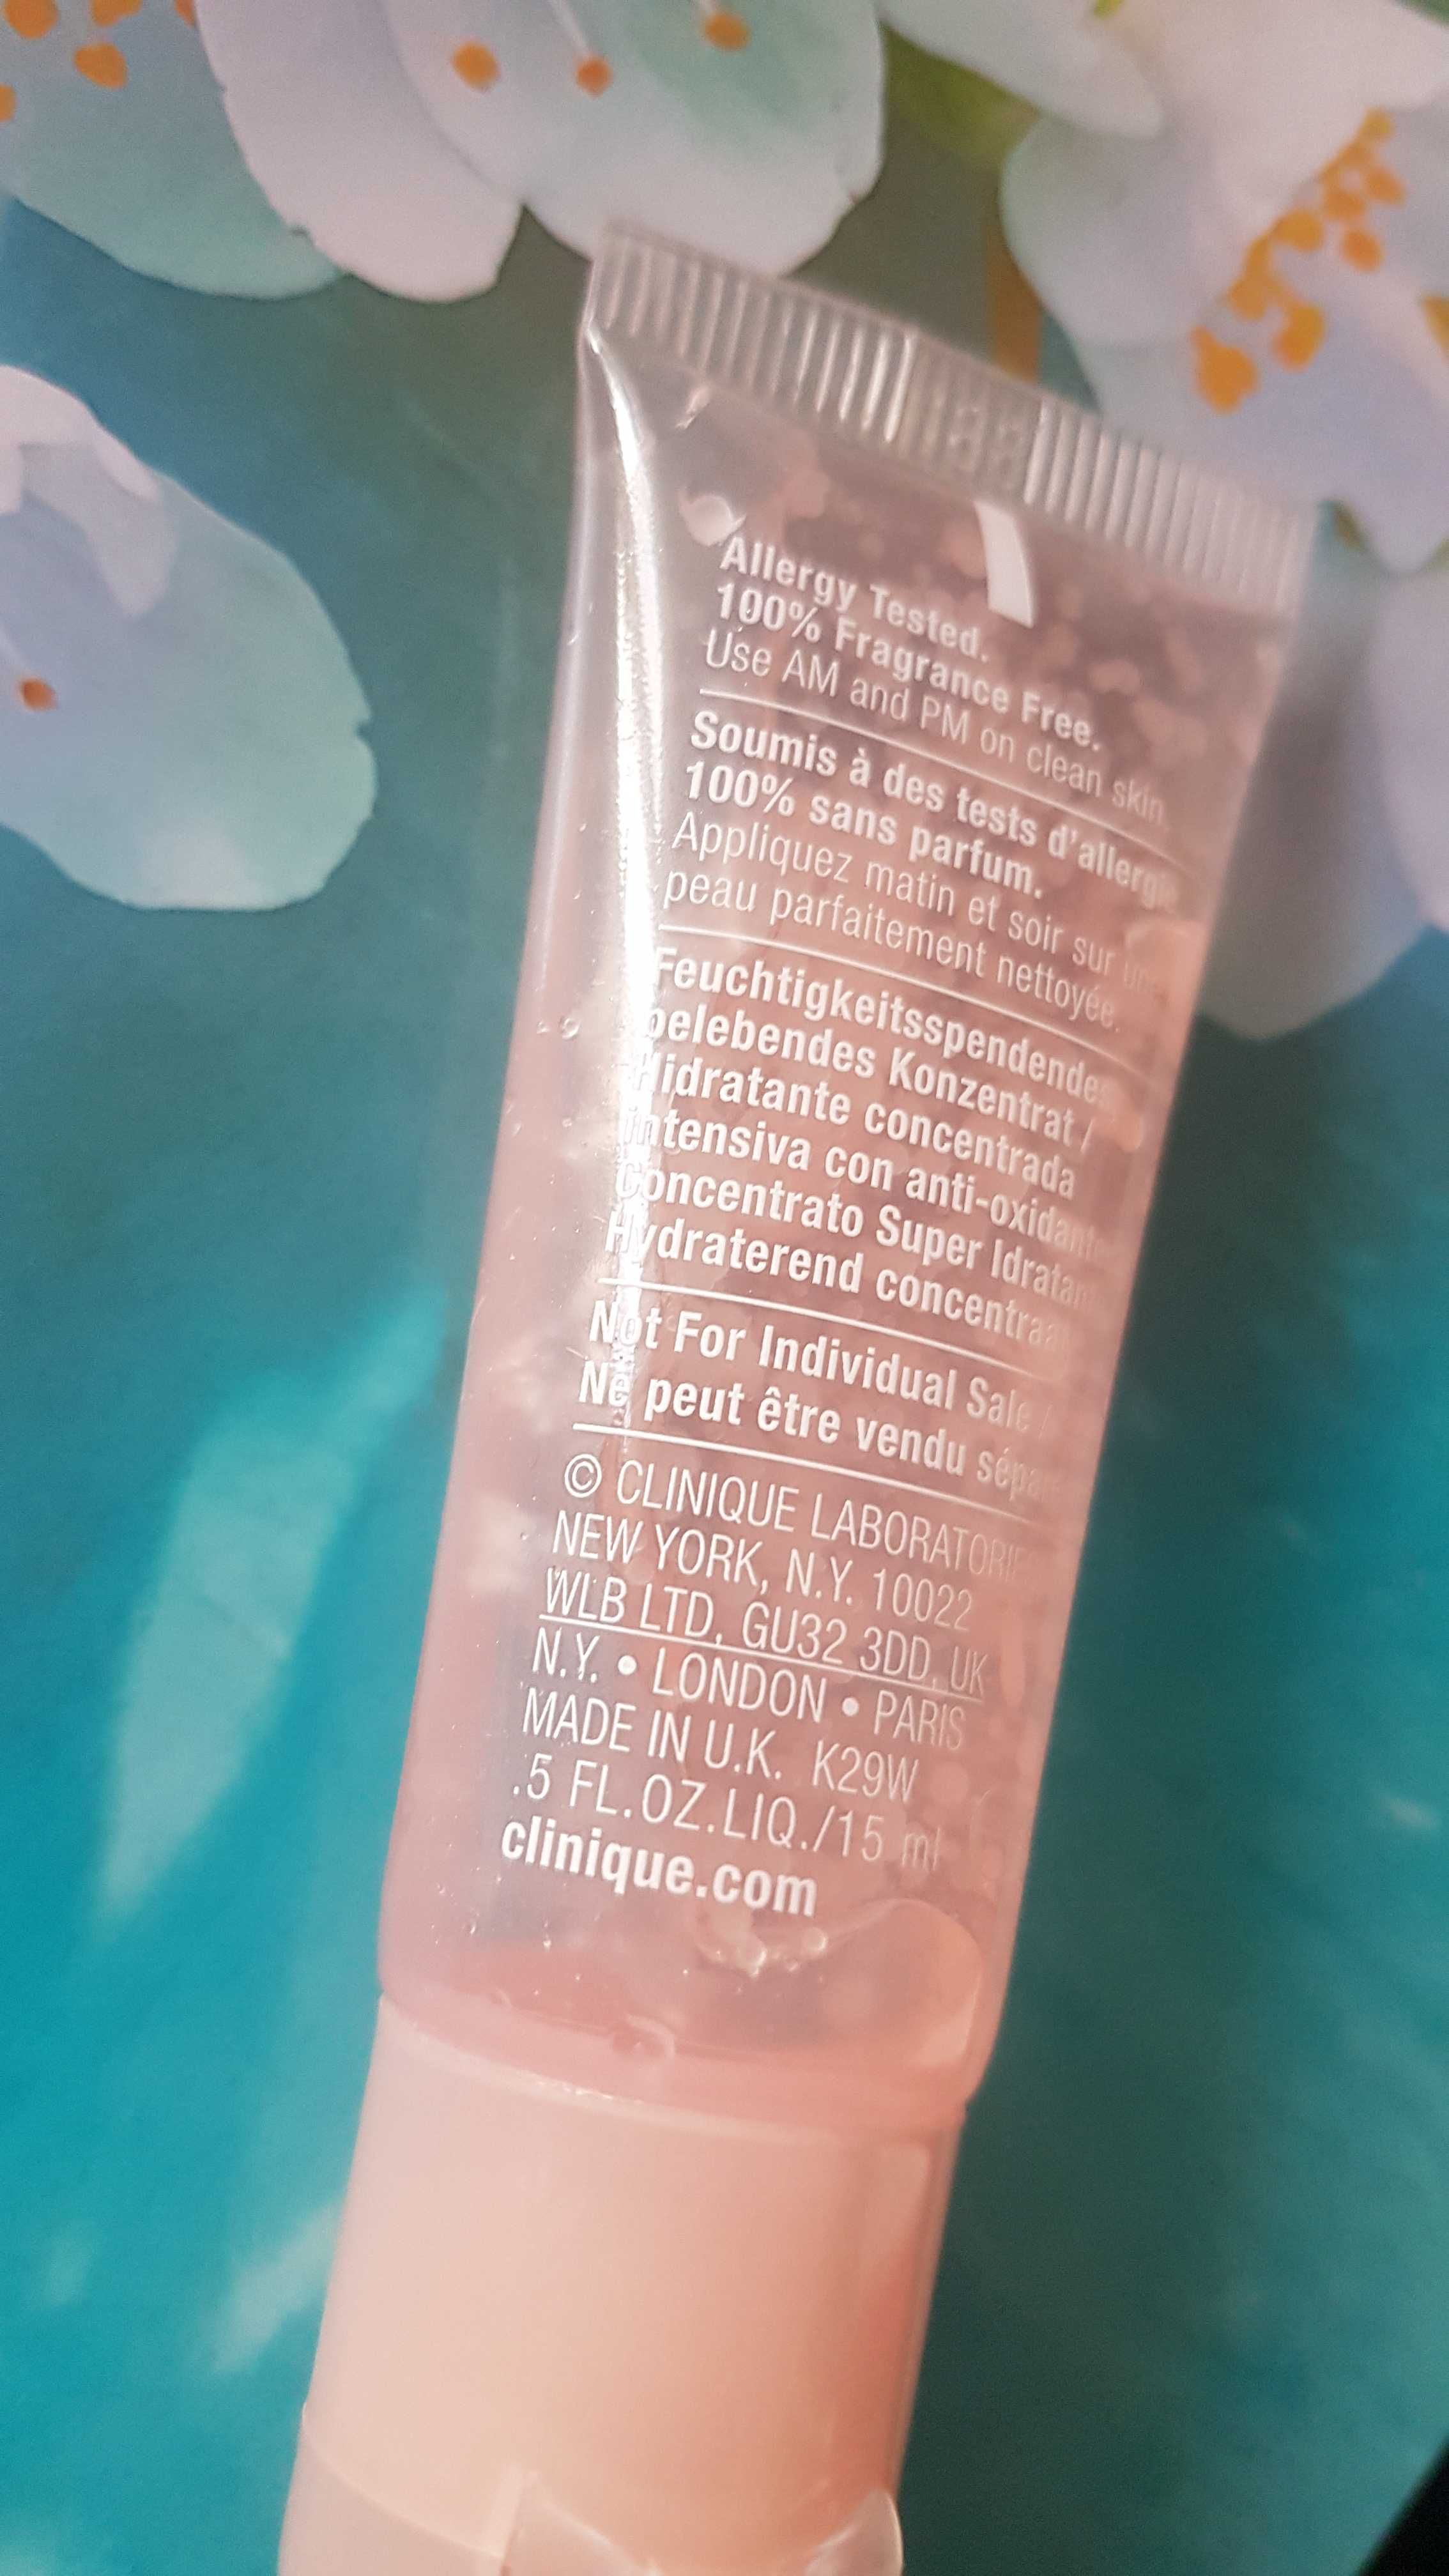 Allergy Tested.
100% Fragrance Free.
Use AM and PM on clean skin.
Soumis à des tests d'allergie
100% sans parfum.
Appliquez matin et soir sur une
peau parfaitement nettoyée.
Feuchtigkeitsspendendes
belebendes Konzentrat /
Hidratante concentrada
intensiva con anti-oxidantes
Concentrato Super
Hydraterend
Not For Individual Sale /
Ne peut être vendu
© CLINIQUE LABORATORIES
NEW YORK, N.Y. 10022
WLB LTD, GU32 3DD, UK
N.Y. • LONDON • PARIS
MADE IN U.K. K29W
.5 FL.OZ.LIQ./15 ml
clinique.com